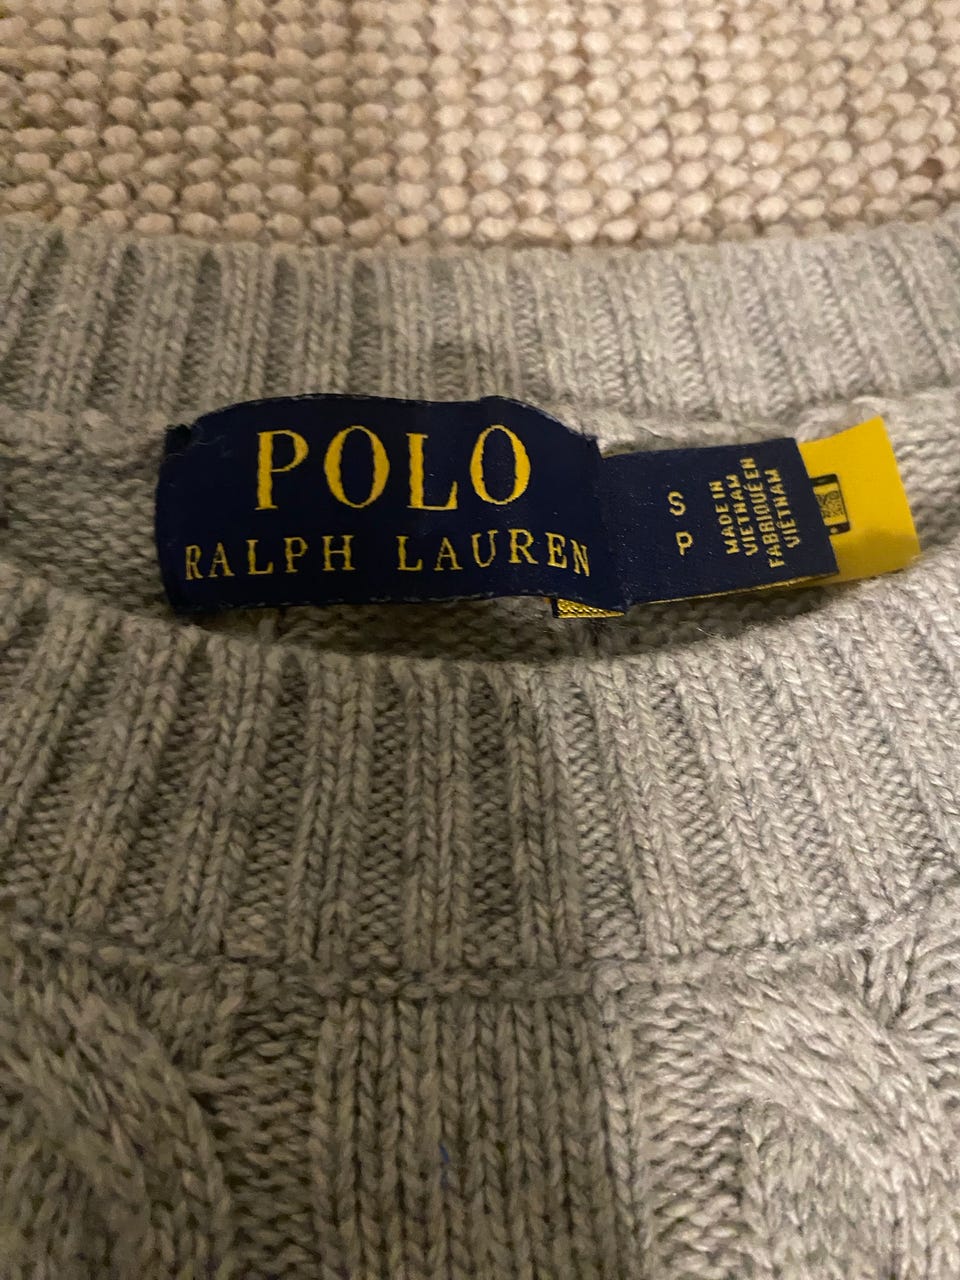 POLO
RALPH LAUREN
S
P
MADE IN
VIETNAM
FABRIQUÉ EN
VIÊTNAM